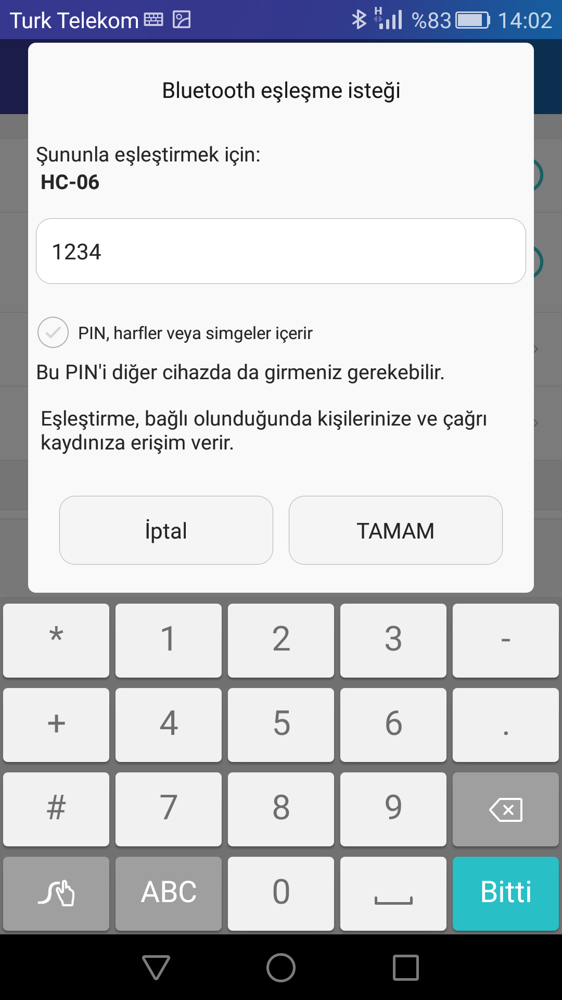 Turk Telekom H %83 14:02
Bluetooth eşleşme isteği
Şununla eşleştirmek için:
HC-06
1234
PIN, harfler veya simgeler içerir
Bu PIN'i diğer cihazda da girmeniz gerekebilir.
Eşleştirme, bağlı olunduğunda kişilerinize ve çağrı
kaydınıza erişim verir.
İptal TAMAM
* 1 2 3 -
+ 4 5 6 .
# 7 8 9
ABC 0 Bitti